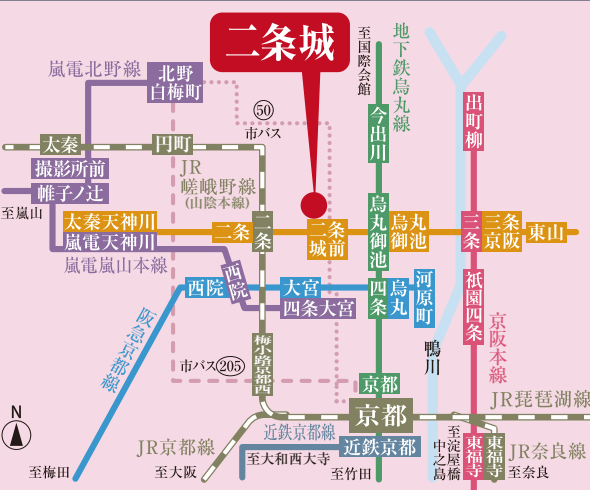 二条城
嵐電北野線
北野
白梅町
至国際会館
地下鉄烏丸線
50
市バス
今出川
出町柳
太秦
円町
撮影所前
帷子ノ辻
至嵐山
JR
嵯峨野線
(山陰本線)
太秦天神川
嵐電天神川
嵐電嵐山本線
二条
二条
二条
城前
烏丸御池
烏丸
御池
三条
三条
京阪
東山
西院
西院
大宮
四条大宮
四条
烏丸
河原町
祇園四条
阪急京都線
鴨川
京阪本線
市バス205
梅小路京都西
京都
京都
JR琵琶湖線
N
JR京都線
近鉄京都線
近鉄京都
至淀屋橋
中之島
東福寺
東福寺
JR奈良線
至梅田
至大阪
至大和西大寺
至竹田
至奈良